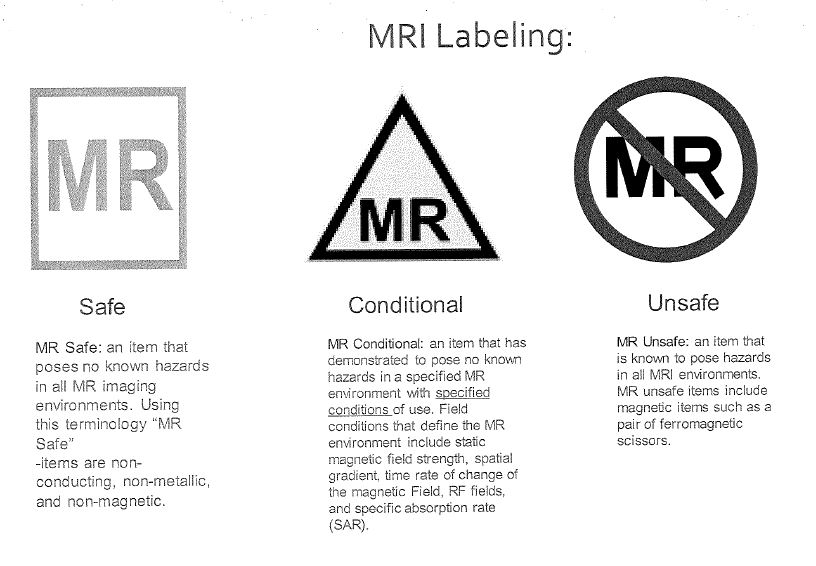 MRI Labeling:
MR
MR
MR
Safe
Conditional
Unsafe
MR Safe: an item that
poses no known hazards
in all MR imaging
environments. Using
this terminology “MR
Safe”
-items are non-
conducting, non-metallic,
and non-magnetic.
MR Conditional: an item that has
demonstrated to pose no known
hazards in a specified MR
environment with specified
conditions of use. Field
conditions that define the MR
environment include static
magnetic field strength, spatial
gradient, time rate of change of
the magnetic Field, RF fields,
and specific absorption rate
(SAR).
MR Unsafe: an item that
is known to pose hazards
in all MRI environments.
MR unsafe items include
magnetic items such as a
pair of ferromagnetic
scissors.